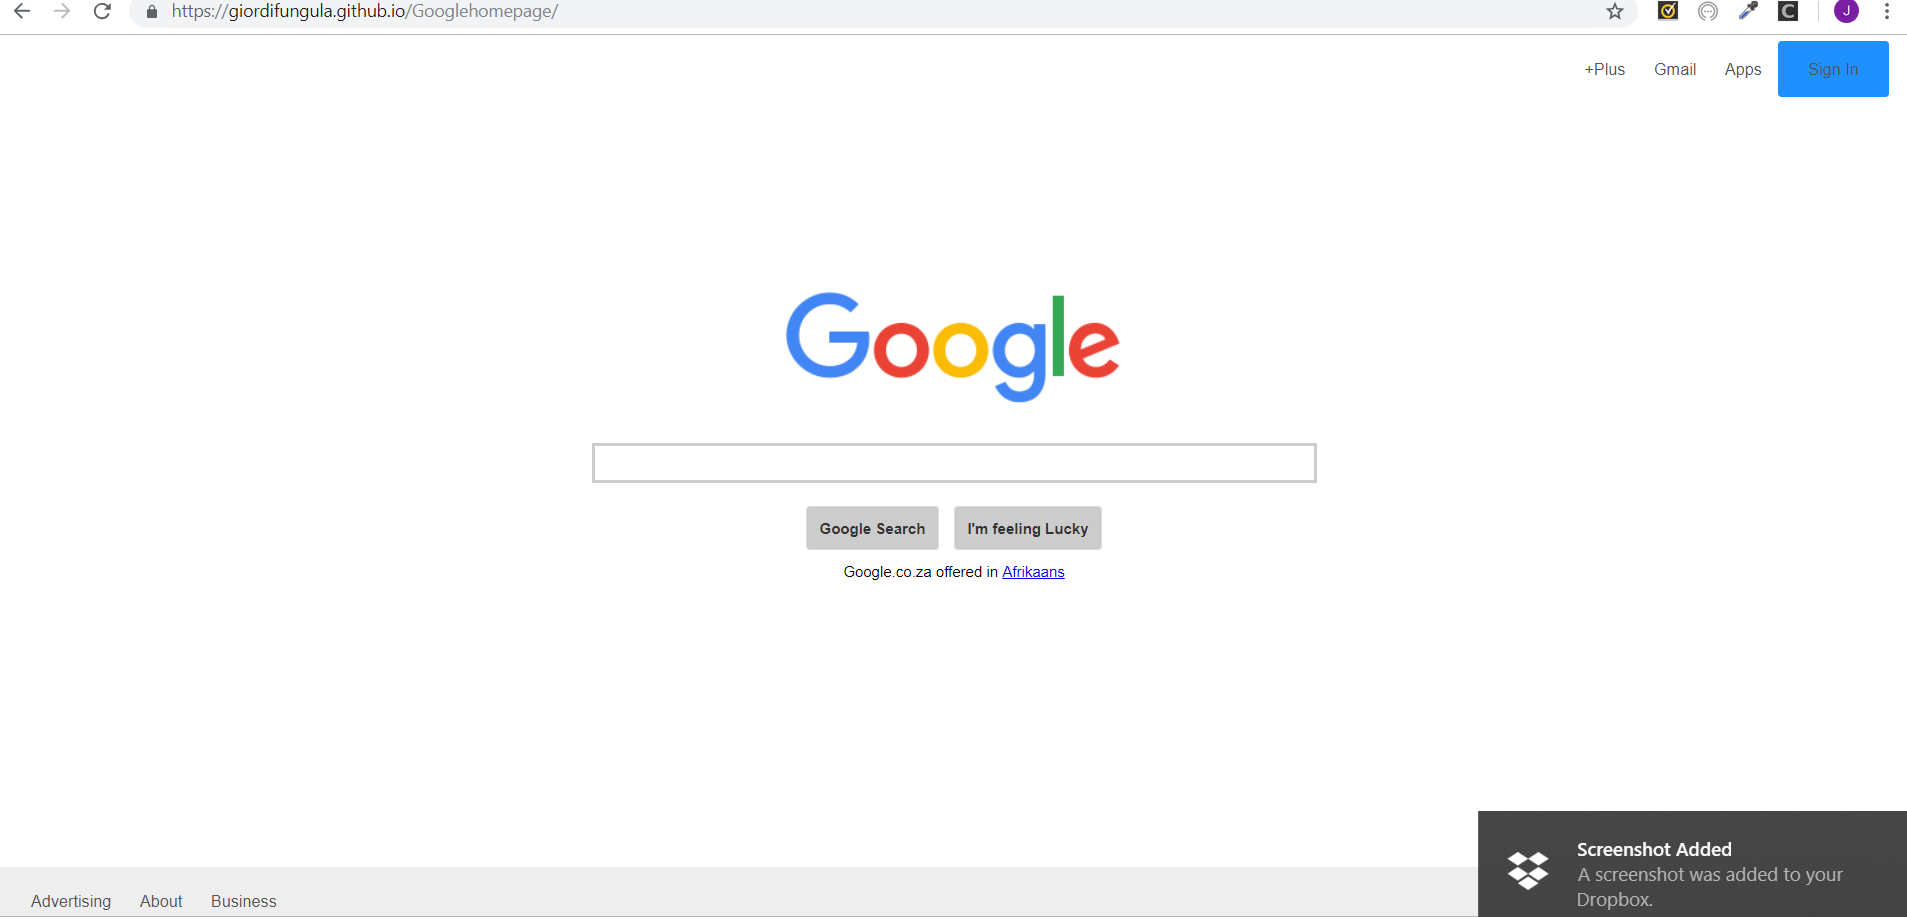 https://giordifungula.github.io/Googlehomepage/
C
J
+Plus Gmail Apps Sign In
Google
Google Search I'm feeling Lucky
Google.co.za offered in Afrikaans
Screenshot Added
A screenshot was added to your
Dropbox.
Advertising About Business